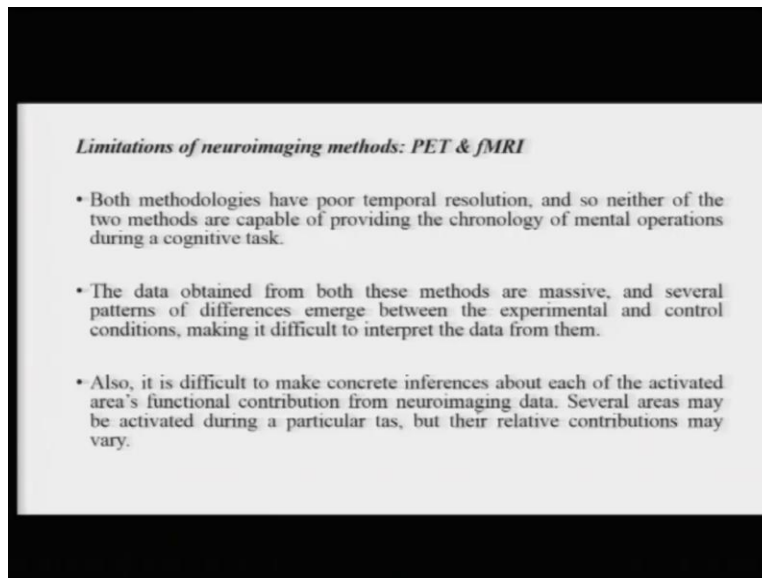 Limitations of neuroimaging methods: PET & fMRI
• Both methodologies have poor temporal resolution, and so neither of the
two methods are capable of providing the chronology of mental operations
during a cognitive task.
• The data obtained from both these methods are massive, and several
patterns of differences emerge between the experimental and control
conditions, making it difficult to interpret the data from them.
• Also, it is difficult to make concrete inferences about each of the activated
area's functional contribution from neuroimaging data. Several areas may
be activated during a particular tas, but their relative contributions may
vary.